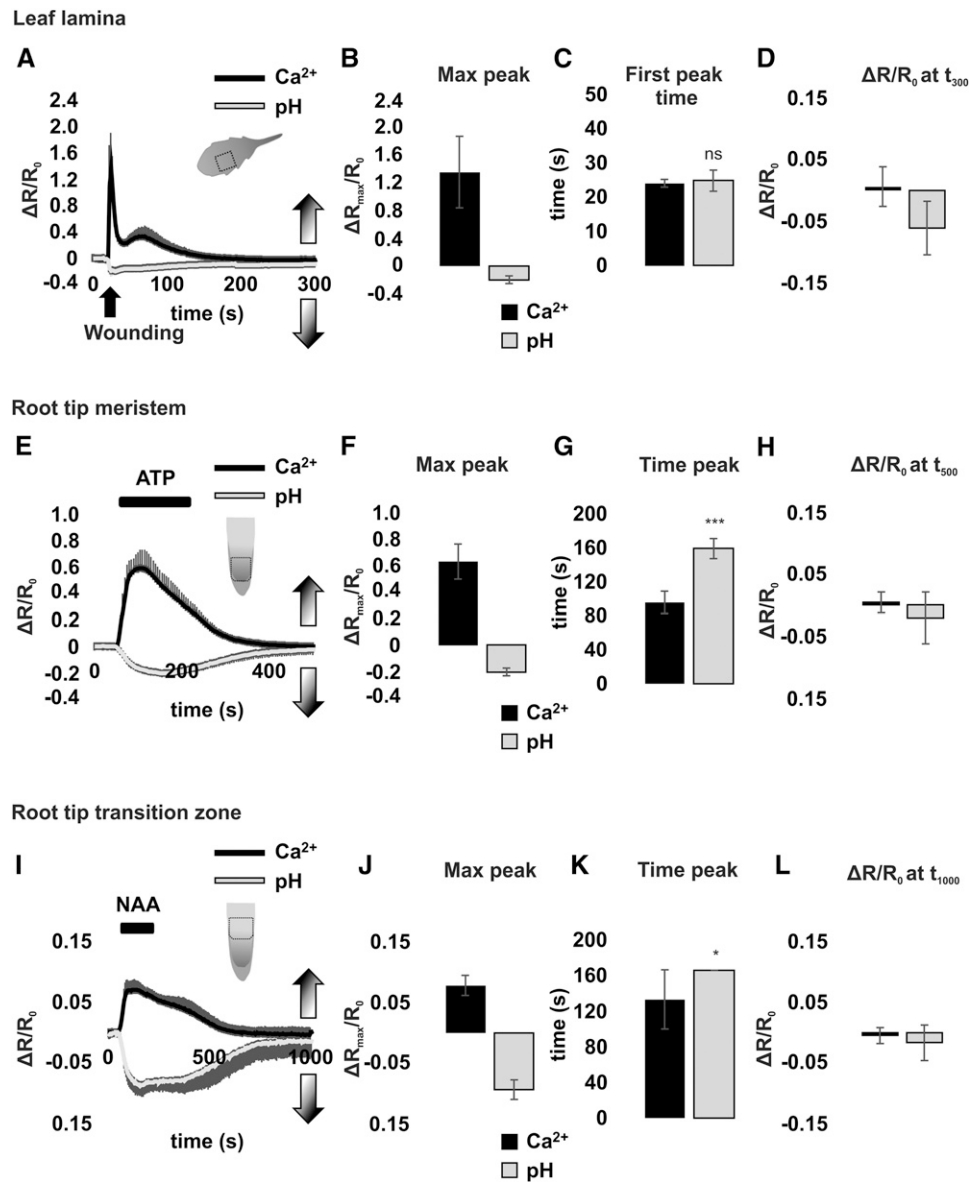 Leaf lamina
A
Ca²⁺
pH
ΔR/R₀
2.4
2.0
1.6
1.2
0.8
0.4
0
-0.4
0 100 200 300
time (s)
Wounding
B
Max peak
ΔRmax/R₀
2.4
2.0
1.6
1.2
0.8
0.4
0
-0.4
Ca²⁺
pH
C
First peak
time
time (s)
50
40
30
20
10
0
ns
D
ΔR/R₀ at t₃₀₀
ΔR/R₀
0.15
0.05
-0.05
-0.15
Root tip meristem
E
ATP
Ca²⁺
pH
ΔR/R₀
1.0
0.8
0.6
0.4
0.2
0
-0.2
-0.4
0 200 400
time (s)
F
Max peak
ΔRmax/R₀
1.0
0.8
0.6
0.4
0.2
0
-0.2
-0.4
Ca²⁺
pH
G
Time peak
time (s)
200
160
120
80
40
0
***
H
ΔR/R₀ at t₅₀₀
ΔR/R₀
0.15
0.05
-0.05
0.15
Root tip transition zone
I
NAA
Ca²⁺
pH
ΔR/R₀
0.15
0.05
-0.05
0.15
0 500 1000
time (s)
J
Max peak
ΔRmax/R₀
0.15
0.05
-0.05
0.15
Ca²⁺
pH
K
Time peak
time (s)
200
160
120
80
40
0
*
L
ΔR/R₀ at t₁₀₀₀
ΔR/R₀
0.15
0.05
-0.05
-0.15